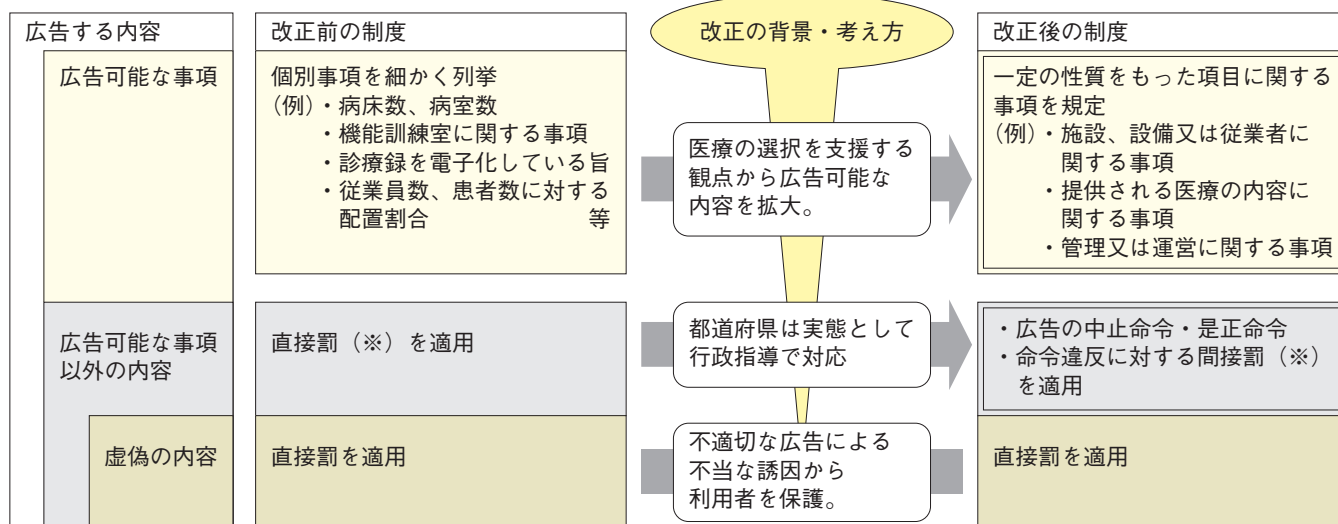 広告する内容
改正前の制度
改正の背景・考え方
改正後の制度
広告可能な事項
個別事項を細かく列挙
(例)・病床数、病室数
・機能訓練室に関する事項
・診療録を電子化している旨
・従業員数、患者数に対する
配置割合 等
医療の選択を支援する
観点から広告可能な
内容を拡大。
一定の性質をもった項目に関する
事項を規定
(例)・施設、設備又は従業者に
関する事項
・提供される医療の内容に
関する事項
・管理又は運営に関する事項
広告可能な事項
以外の内容
直接罰(※)を適用
都道府県は実態として
行政指導で対応
・広告の中止命令・是正命令
・命令違反に対する間接罰(※)
を適用
虚偽の内容
直接罰を適用
不適切な広告による
不当な誘因から
利用者を保護。
直接罰を適用